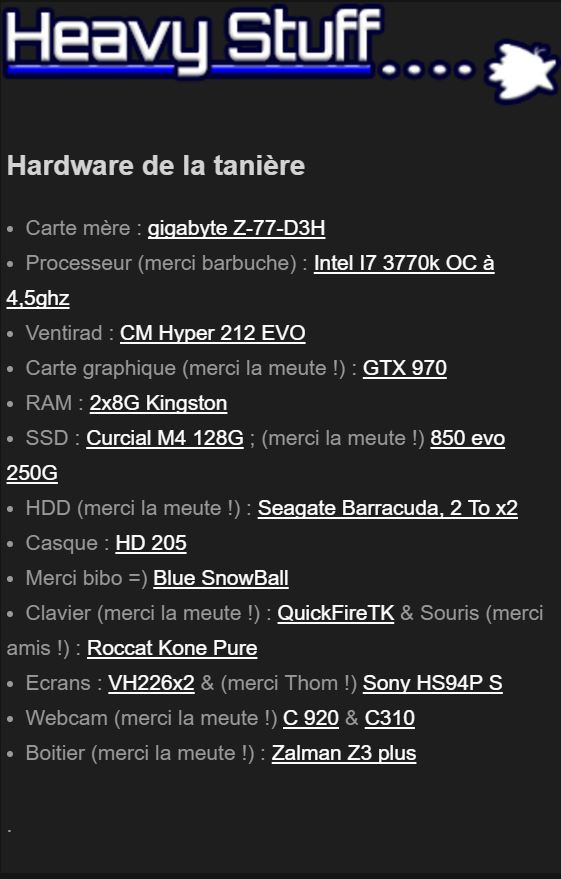 Heavy Stuff
Hardware de la tanière
• Carte mère : gigabyte Z-77-D3H
• Processeur (merci barbuche) : Intel I7 3770k OC à
4,5ghz
• Ventirad : CM Hyper 212 EVO
• Carte graphique (merci la meute !) : GTX 970
• RAM : 2x8G Kingston
• SSD : Curcial M4 128G ; (merci la meute !) 850 evo
250G
• HDD (merci la meute !) : Seagate Barracuda, 2 To x2
• Casque : HD 205
• Merci bibo =) Blue SnowBall
• Clavier (merci la meute !) : QuickFireTK & Souris (merci
amis !) : Roccat Kone Pure
• Ecrans : VH226x2 & (merci Thom !) Sony HS94P S
• Webcam (merci la meute !) C 920 & C310
• Boitier (merci la meute !) : Zalman Z3 plus
.